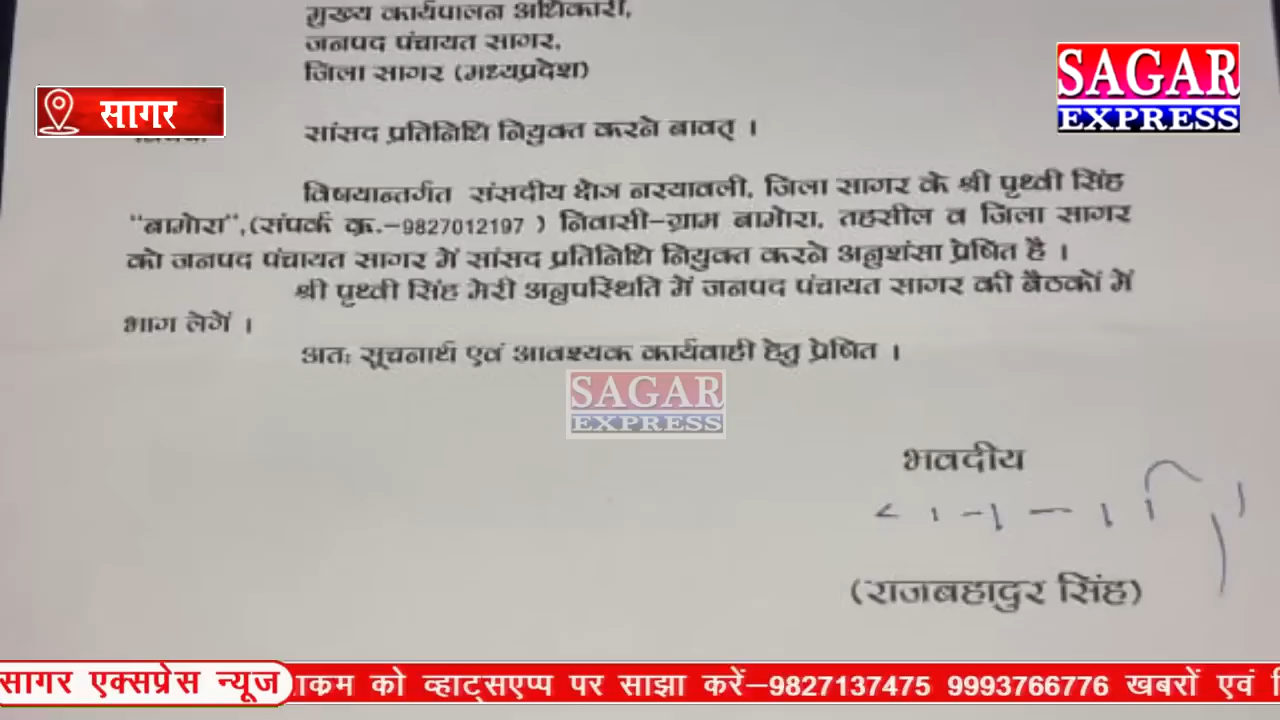 मुख्य कार्यपालन अधिकारी,
जनपद पंचायत सागर,
जिला सागर (मध्यप्रदेश)
सागर
SAGAR
EXPRESS
सांसद प्रतिनिधि नियुक्त करने बावत् ।
विषयान्तर्गत संसदीय क्षेत्र नरयावली, जिला सागर के श्री पृथ्वी सिंह
"बामोरा",(संपर्क क्र.-9827012197 ) निवासी-ग्राम बामोरा, तहसील व जिला सागर
को जनपद पंचायत सागर में सांसद प्रतिनिधि नियुक्त करने अनुशंसा प्रेषित है ।
श्री पृथ्वी सिंह मेरी अनुपस्थिति में जनपद पंचायत सागर की बैठकों में
भाग लेगें ।
अतः सूचनार्थ एवं आवश्यक कार्यवाही हेतु प्रेषित ।
SAGAR
EXPRESS
भवदीय
(राजबहादुर सिंह)
सागर एक्सप्रेस न्यूज
को व्हाट्सएप्प पर साझा करें–9827137475 9993766776 खबरों एवं